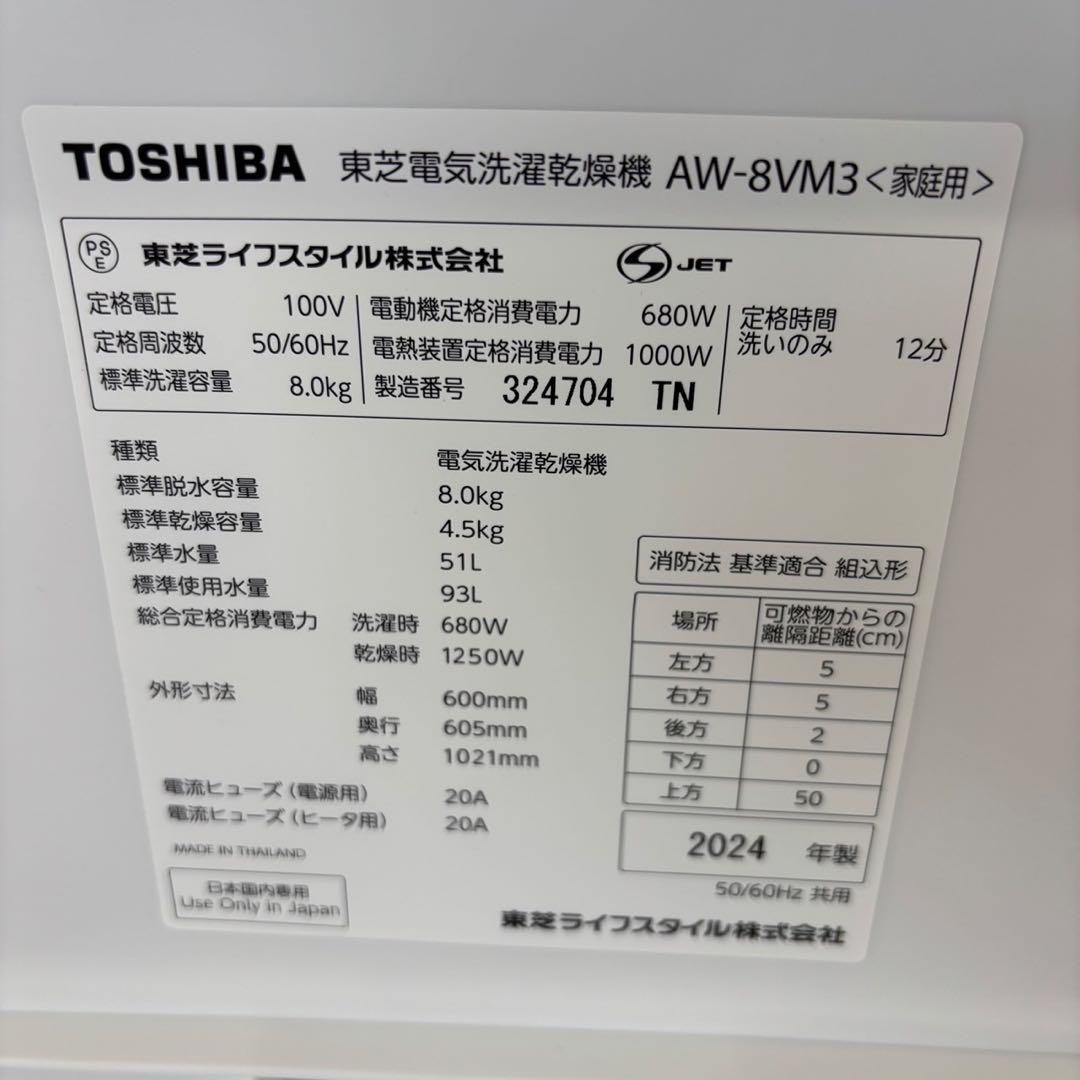 TOSHIBA 東芝電気洗濯乾燥機 AW-8VM3<家庭用>
PSE 東芝ライフスタイル株式会社 S JET
定格電圧 100V
定格周波数 50/60Hz
標準洗濯容量 8.0kg
電動機定格消費電力 680W
電熱装置定格消費電力 1000W
製造番号 324704 TN
定格時間
洗いのみ 12分
種類 電気洗濯乾燥機
標準脱水容量 8.0kg
標準乾燥容量 4.5kg
標準水量 51L
標準使用水量 93L
総合定格消費電力 洗濯時 680W
乾燥時 1250W
外形寸法 幅 600mm
奥行 605mm
高さ 1021mm
電流ヒューズ(電源用) 20A
電流ヒューズ(ヒータ用) 20A
MADE IN THAILAND
日本国内専用
Use Only in Japan
消防法 基準適合 組込形
場所 可燃物からの
離隔距離(cm)
左方 5
右方 5
後方 2
下方 0
上方 50
2024 年製
50/60Hz 共用
東芝ライフスタイル株式会社